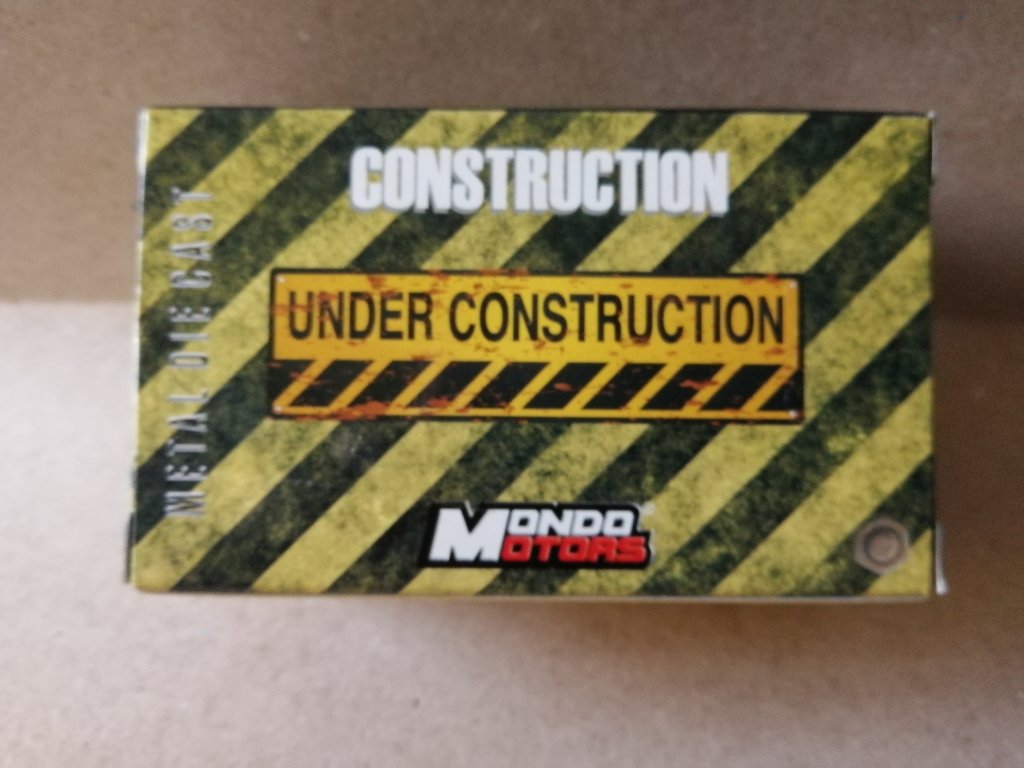 CONSTRUCTION
METAL DIE CAST
UNDER CONSTRUCTION
MONDO
MOTORS